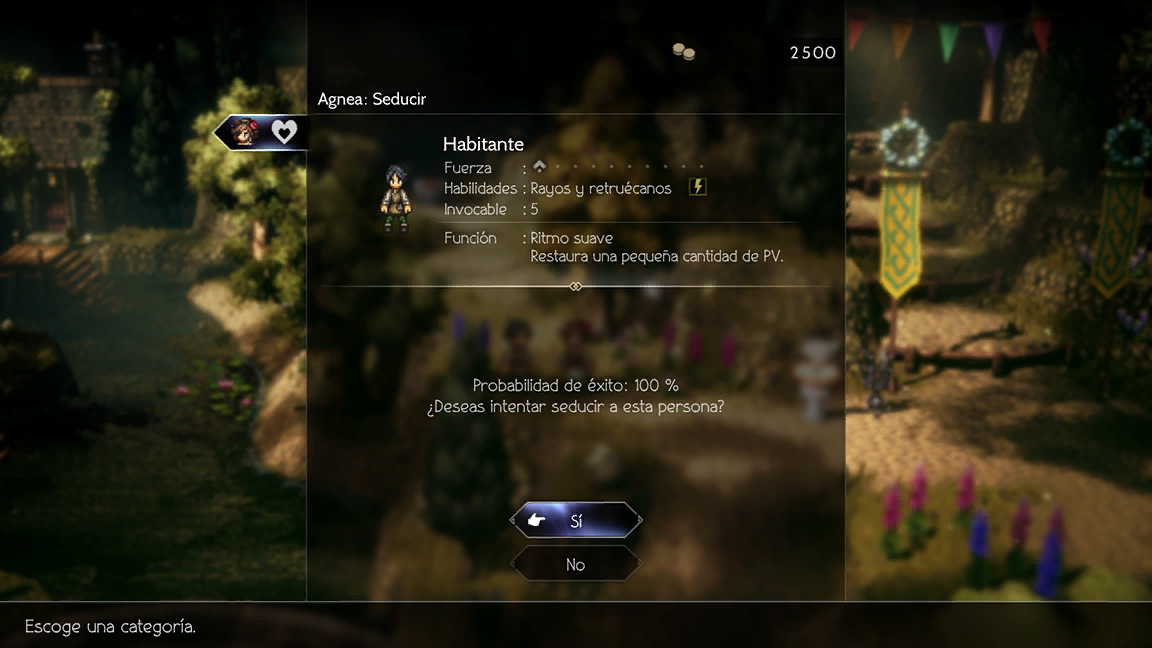 2500
Agnea: Seducir
Habitante
Fuerza :
Habilidades : Rayos y retruécanos
Invocable : 5
Función : Ritmo suave
Restaura una pequeña cantidad de PV.
Probabilidad de éxito: 100 %
¿Deseas intentar seducir a esta persona?
Sí
No
Escoge una categoría.